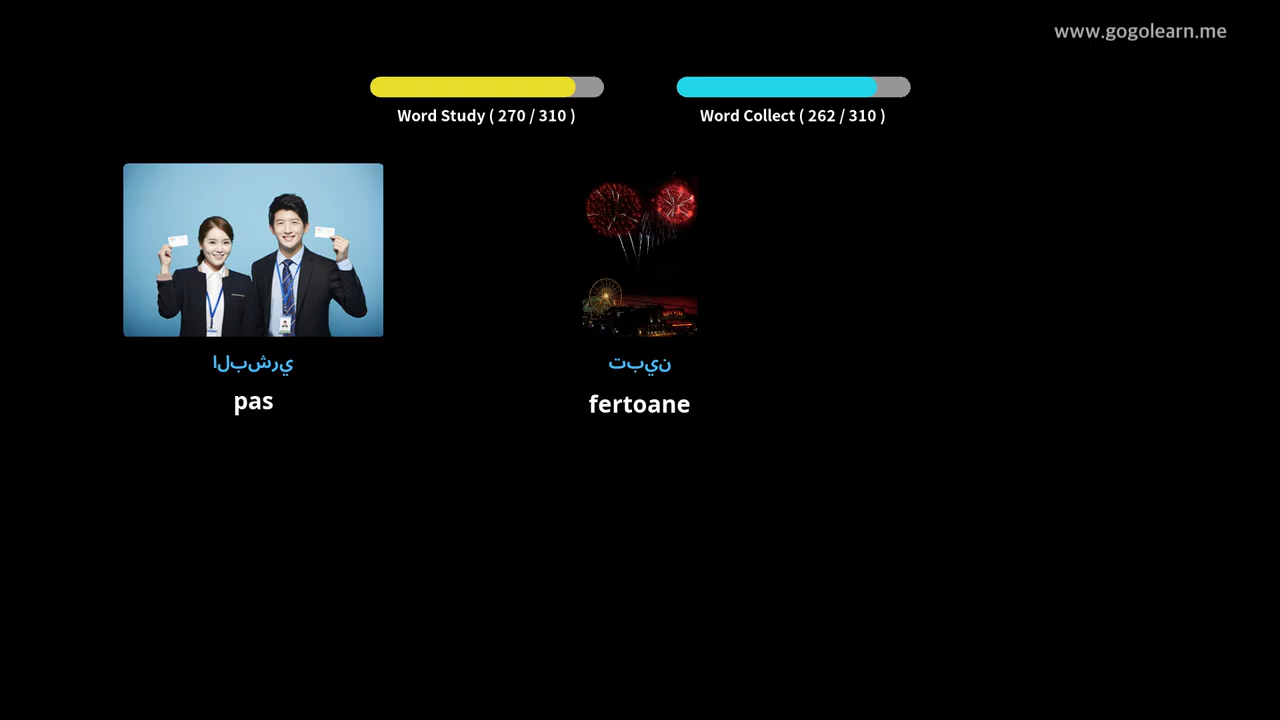 www.gogolearn.me
Word Study ( 270 / 310 )
Word Collect ( 262 / 310 )
البشري
تبين
pas
fertoane